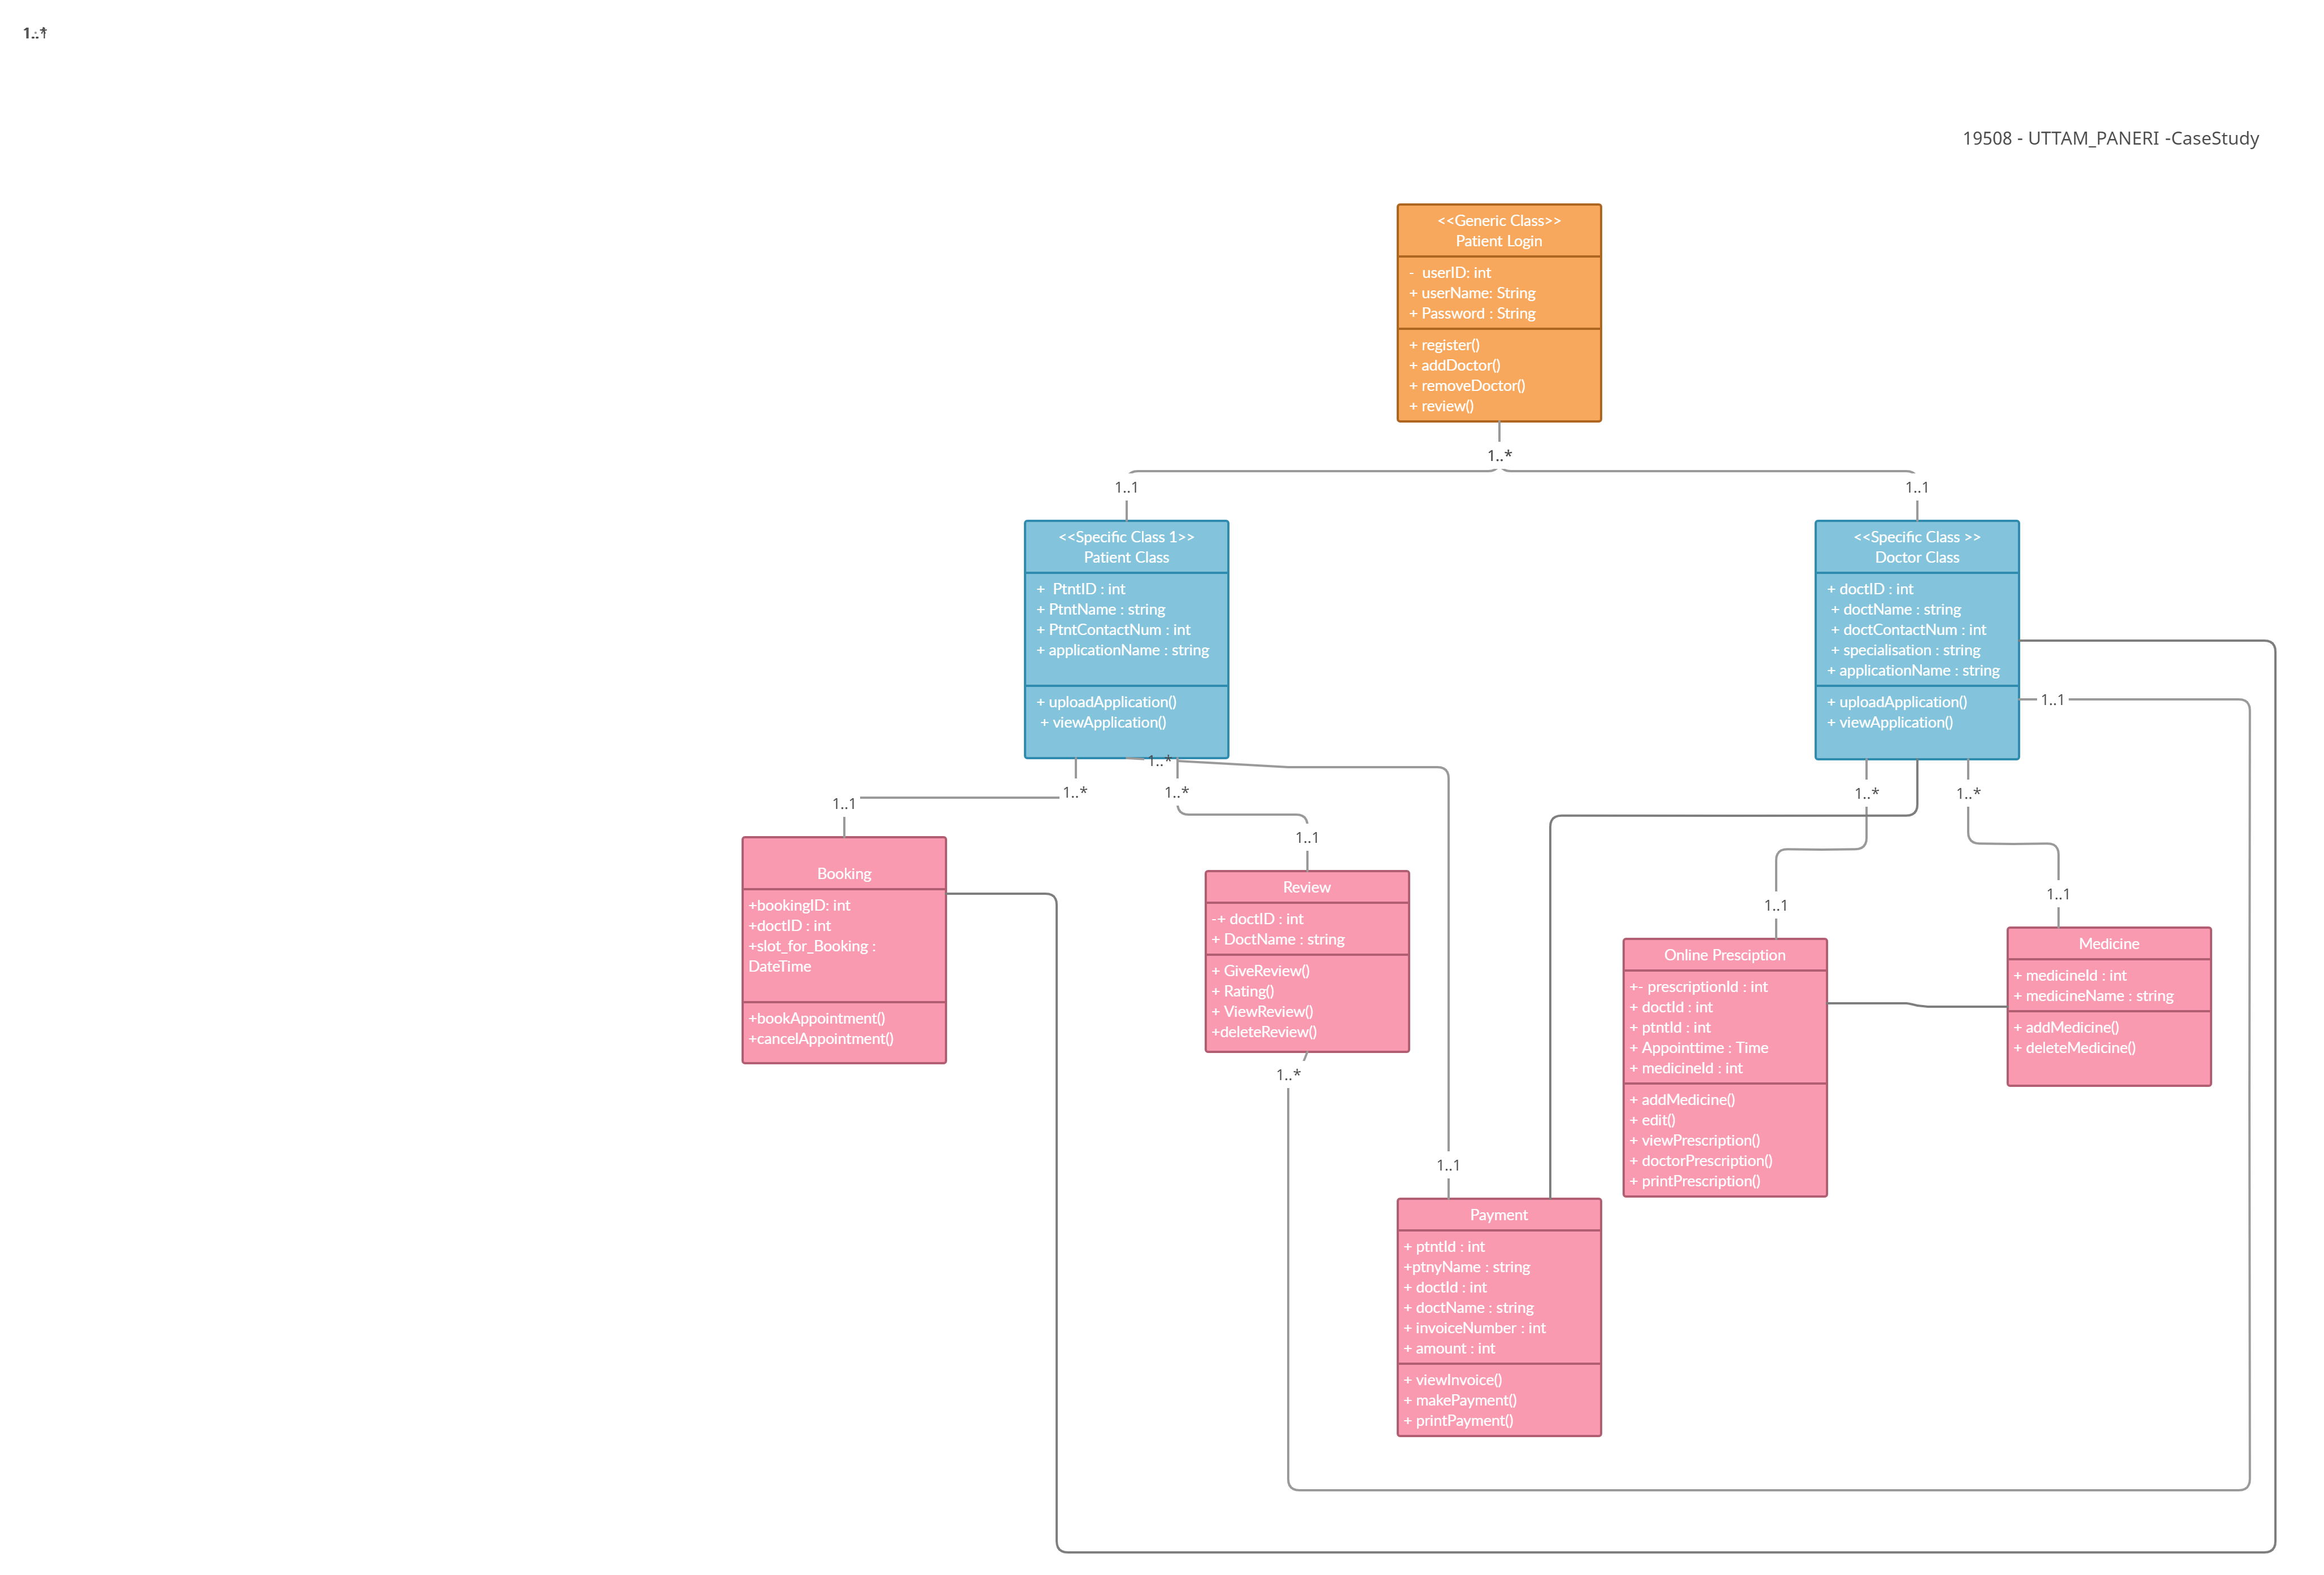 1..*
19508 - UTTAM_PANERI -CaseStudy
<<Generic Class>>
Patient Login
- userID: int
+ userName: String
+ Password : String
+ register()
+ addDoctor()
+ removeDoctor()
+ review()
1..*
1..1
1..1
<<Specific Class 1>>
Patient Class
+ PtntID : int
+ PtntName : string
+ PtntContactNum : int
+ applicationName : string
+ uploadApplication()
+ viewApplication()
<<Specific Class >>
Doctor Class
+ doctID : int
+ doctName : string
+ doctContactNum : int
+ specialisation : string
+ applicationName : string
+ uploadApplication()
+ viewApplication()
1..1
1..*
1..*
1..*
1..*
1..*
1..1
1..1
1..1
1..1
Booking
+bookingID: int
+doctID : int
+slot_for_Booking :
DateTime
+bookAppointment()
+cancelAppointment()
Review
-+ doctID : int
+ DoctName : string
+ GiveReview()
+ Rating()
+ ViewReview()
+deleteReview()
1..*
Online Presciption
+- prescriptionId : int
+ doctId : int
+ ptntId : int
+ Appointtime : Time
+ medicineId : int
+ addMedicine()
+ edit()
+ viewPrescription()
+ doctorPrescription()
+ printPrescription()
Medicine
+ medicineId : int
+ medicineName : string
+ addMedicine()
+ deleteMedicine()
1..1
Payment
+ ptntId : int
+ptnyName : string
+ doctId : int
+ doctName : string
+ invoiceNumber : int
+ amount : int
+ viewInvoice()
+ makePayment()
+ printPayment()